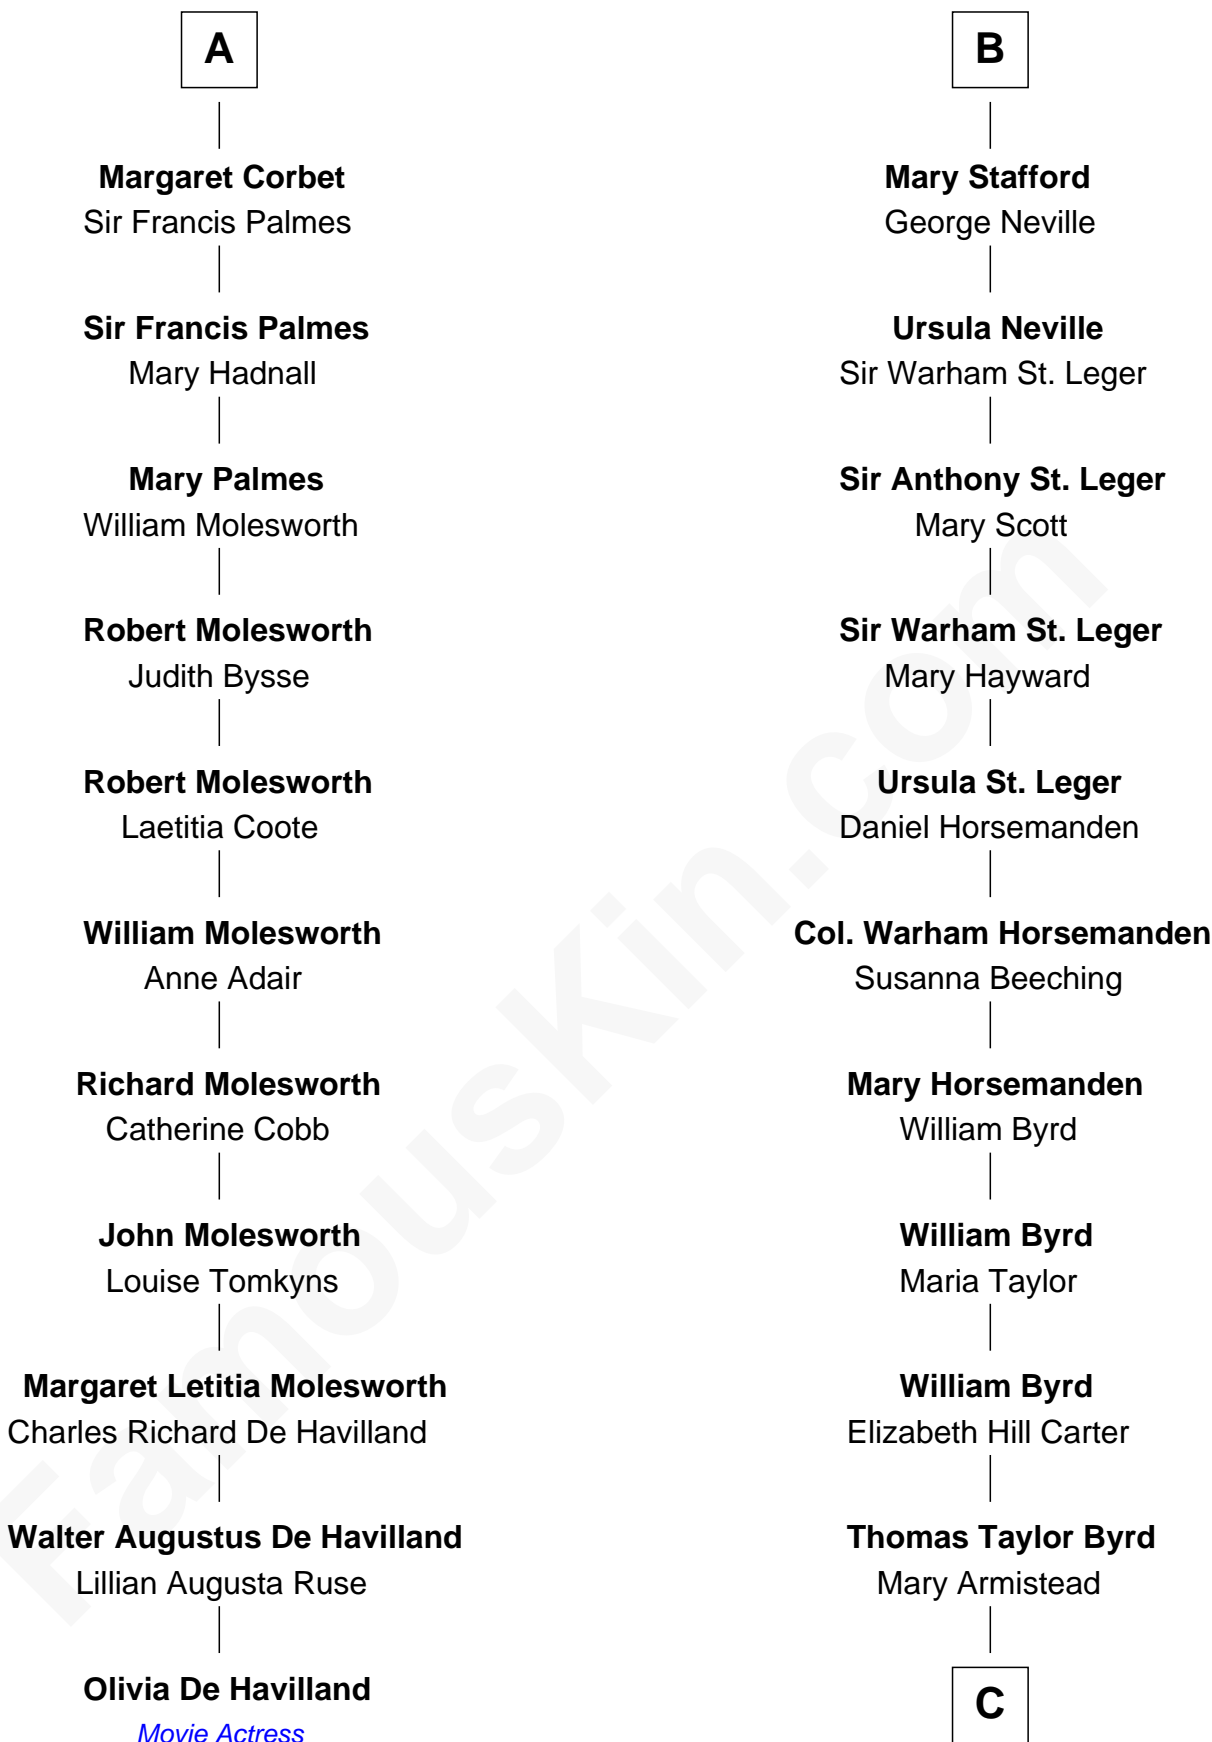 A
Margaret Corbet
Sir Francis Palmes
Sir Francis Palmes
Mary Hadnall
Mary Palmes
William Molesworth
Robert Molesworth
Judith Bysse
Robert Molesworth
Laetitia Coote
William Molesworth
Anne Adair
Richard Molesworth
Catherine Cobb
John Molesworth
Louise Tomkyns
Margaret Letitia Molesworth
Charles Richard De Havilland
Walter Augustus De Havilland
Lillian Augusta Ruse
Olivia De Havilland
Movie Actress
B
Mary Stafford
George Neville
Ursula Neville
Sir Warham St. Leger
Sir Anthony St. Leger
Mary Scott
Sir Warham St. Leger
Mary Hayward
Ursula St. Leger
Daniel Horsemanden
Col. Warham Horsemanden
Susanna Beeching
Mary Horsemanden
William Byrd
William Byrd
Maria Taylor
William Byrd
Elizabeth Hill Carter
Thomas Taylor Byrd
Mary Armistead
C
FamousKin.com